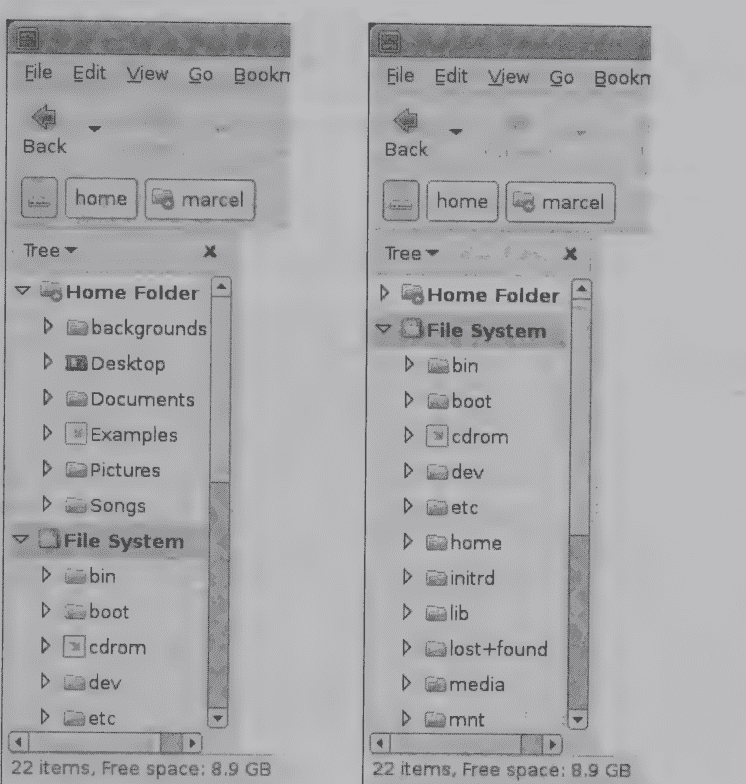 File Edit View Go Bookm
Back
home marcel
Tree
Home Folder
backgrounds
Desktop
Documents
Examples
Pictures
Songs
File System
bin
boot
cdrom
dev
etc
22 items, Free space: 8.9 GB
File Edit View Go Bookm
Back
home marcel
Tree
Home Folder
File System
bin
boot
cdrom
dev
etc
home
initrd
lib
lost+found
media
mnt
22 items, Free space: 8.9 GB